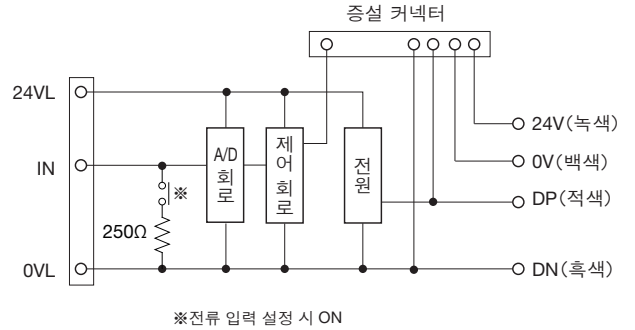 증설 커넥터
24VL
IN
0VL
A/D
회로
제어 회로
전원
※
250Ω
24V(녹색)
0V(백색)
DP(적색)
DN(흑색)
※전류 입력 설정 시 ON